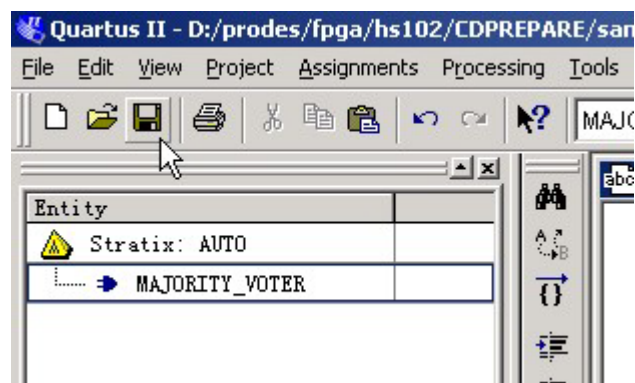 Quartus II - D:/prodes/fpga/hs102/CDPREPARE/san
File Edit View Project Assignments Processing Tools
MAJO
Entity
abc
Stratix: AUTO
A
B
MAJORITY_VOTER
{}